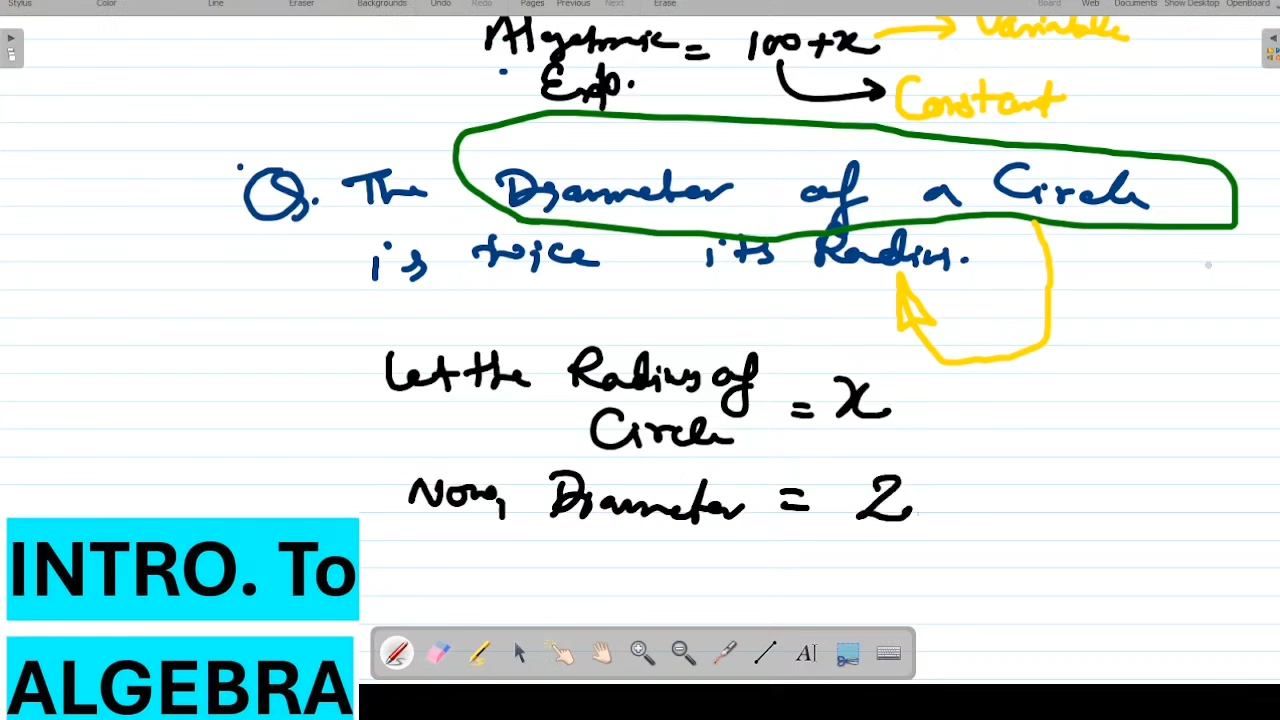 Stylus Color Line Eraser Backgrounds Undo Redo Pages Previous Next Erase Board Web Documents Show Desktop OpenBoard
Algebraic = 100+x → Variable
Exp. Constant
Q. The Diameter of a Circle
is twice its Radius.
Let the Radius of
Circle = x
Now, Diameter = 2
INTRO. To
ALGEBRA
AI